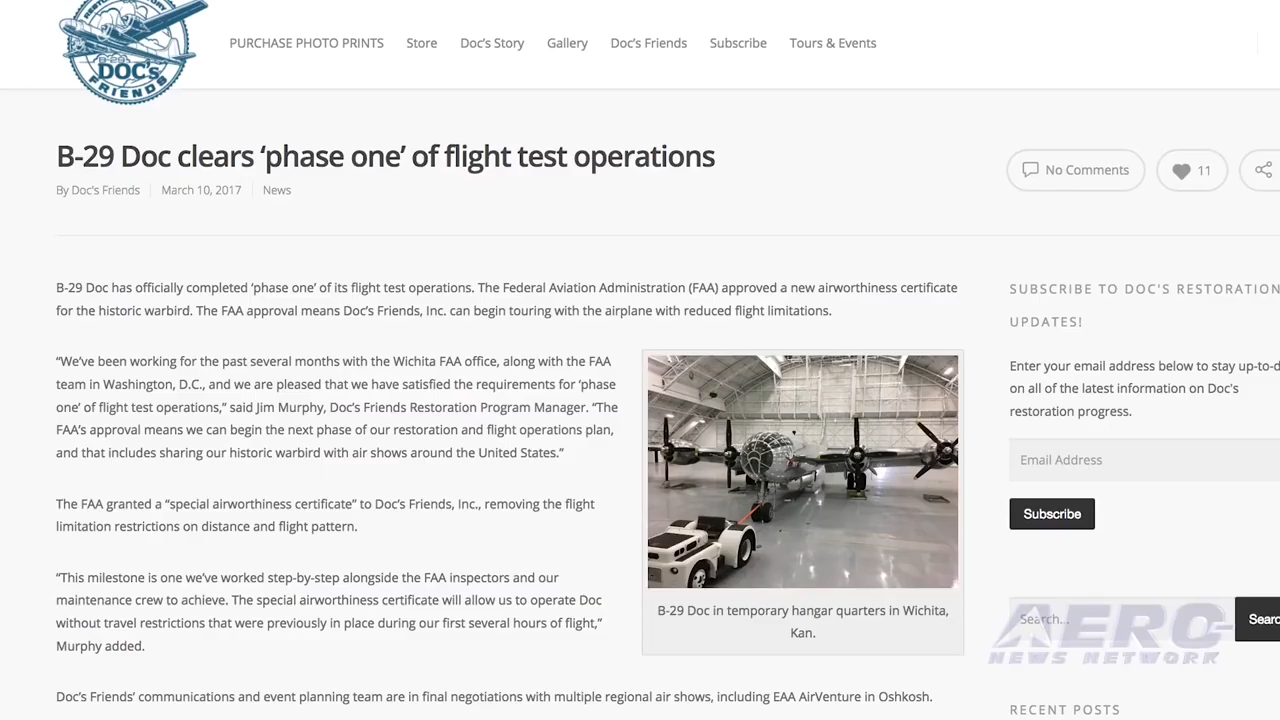 DOC's
FRIENDS
PURCHASE PHOTO PRINTS Store Doc's Story Gallery Doc's Friends Subscribe Tours & Events
B-29 Doc clears ‘phase one’ of flight test operations
No Comments 11
By Doc's Friends March 10, 2017 News
B-29 Doc has officially completed ‘phase one’ of its flight test operations. The Federal Aviation Administration (FAA) approved a new airworthiness certificate
for the historic warbird. The FAA approval means Doc’s Friends, Inc. can begin touring with the airplane with reduced flight limitations.
“We’ve been working for the past several months with the Wichita FAA office, along with the FAA
team in Washington, D.C., and we are pleased that we have satisfied the requirements for ‘phase
one’ of flight test operations,” said Jim Murphy, Doc’s Friends Restoration Program Manager. “The
FAA’s approval means we can begin the next phase of our restoration and flight operations plan,
and that includes sharing our historic warbird with air shows around the United States.”
The FAA granted a “special airworthiness certificate” to Doc’s Friends, Inc., removing the flight
limitation restrictions on distance and flight pattern.
“This milestone is one we’ve worked step-by-step alongside the FAA inspectors and our
maintenance crew to achieve. The special airworthiness certificate will allow us to operate Doc
without travel restrictions that were previously in place during our first several hours of flight,”
Murphy added.
B-29 Doc in temporary hangar quarters in Wichita,
Kan.
Doc’s Friends’ communications and event planning team are in final negotiations with multiple regional air shows, including EAA AirVenture in Oshkosh.
SUBSCRIBE TO DOC'S RESTORATION
UPDATES!
Enter your email address below to stay up-to-d
on all of the latest information on Doc's
restoration progress.
Email Address
Subscribe
Search... Searc
AERO
NEWS NETWORK
RECENT POSTS